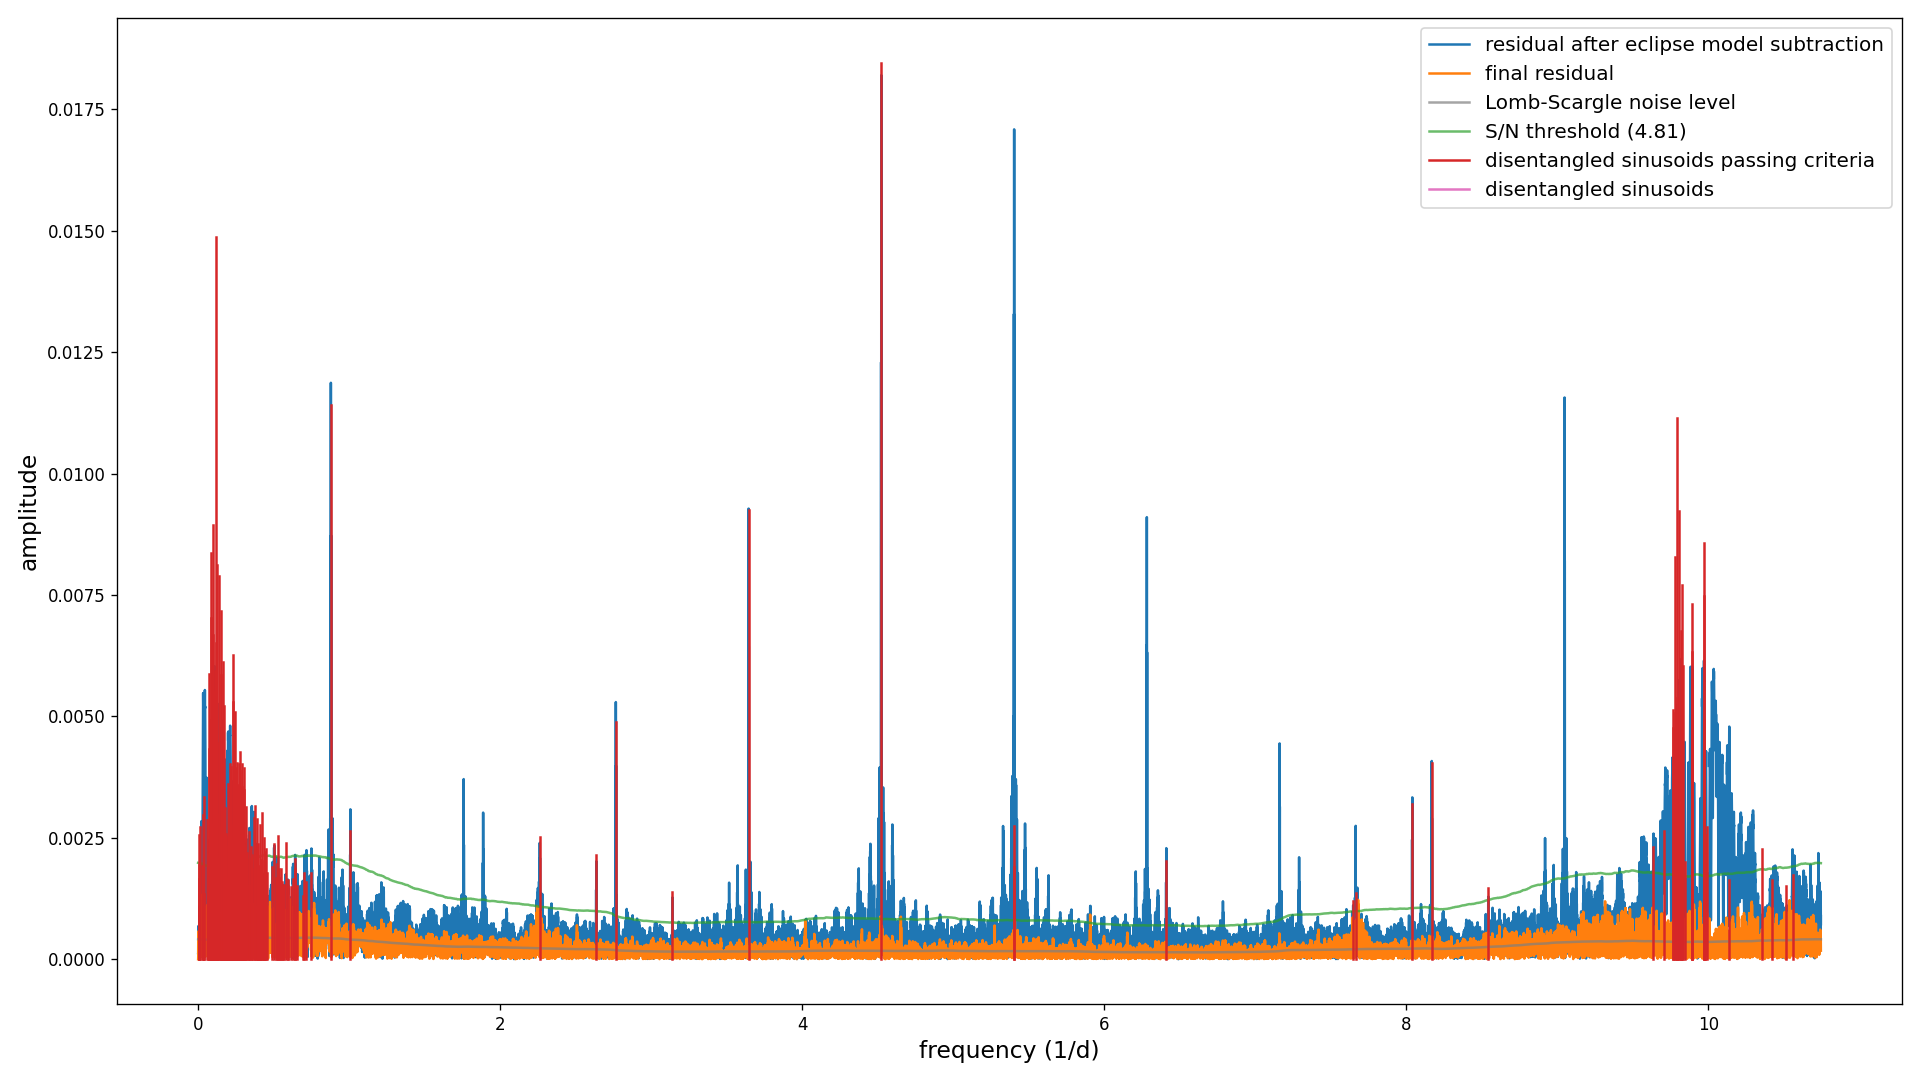 residual after eclipse model subtraction
final residual
Lomb-Scargle noise level
S/N threshold (4.81)
disentangled sinusoids passing criteria
disentangled sinusoids
0.0175
0.0150
0.0125
0.0100
0.0075
0.0050
0.0025
0.0000
amplitude
0 2 4 6 8 10
frequency (1/d)